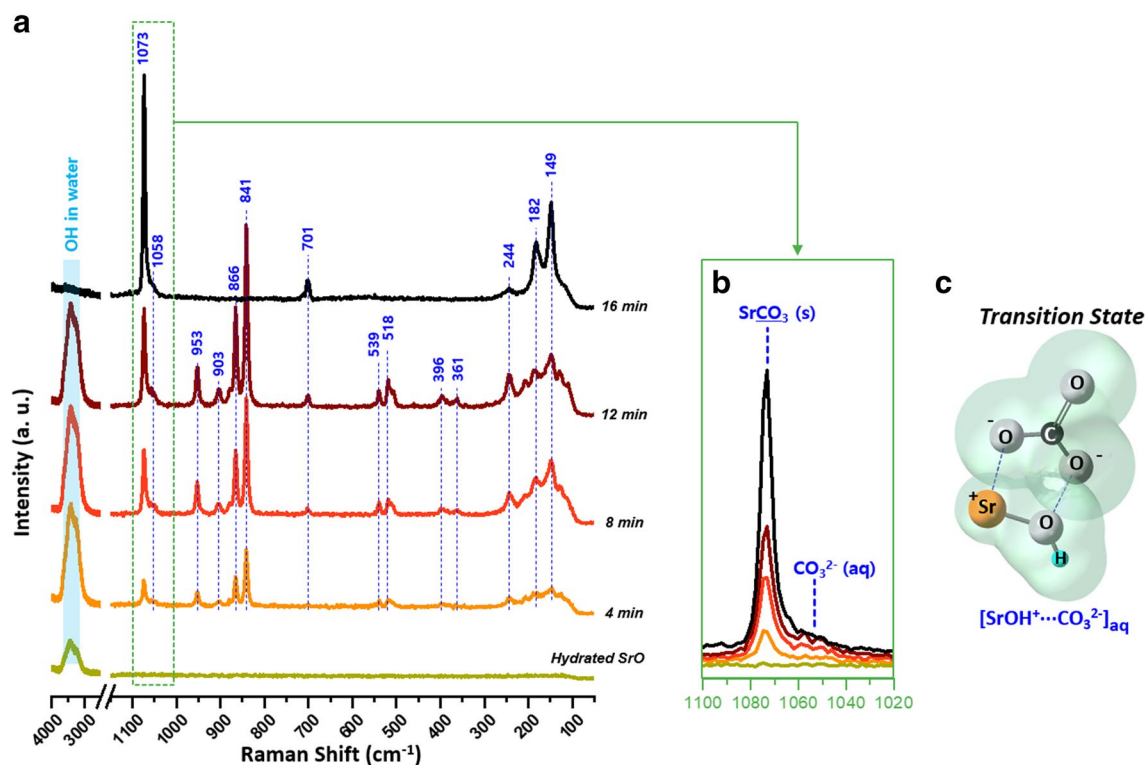 a
1073
1058
953
903
866
841
701
539
518
396
361
244
182
149
OH in water
16 min
12 min
8 min
4 min
Hydrated SrO
Intensity (a. u.)
4000 3000 1100 1000 900 800 700 600 500 400 300 200 100
Raman Shift (cm⁻¹)
b
SrCO₃ (s)
CO₃²⁻ (aq)
1100 1080 1060 1040 1020
c
Transition State
O
- O C O -
+ Sr O
H
[SrOH⁺···CO₃²⁻]aq